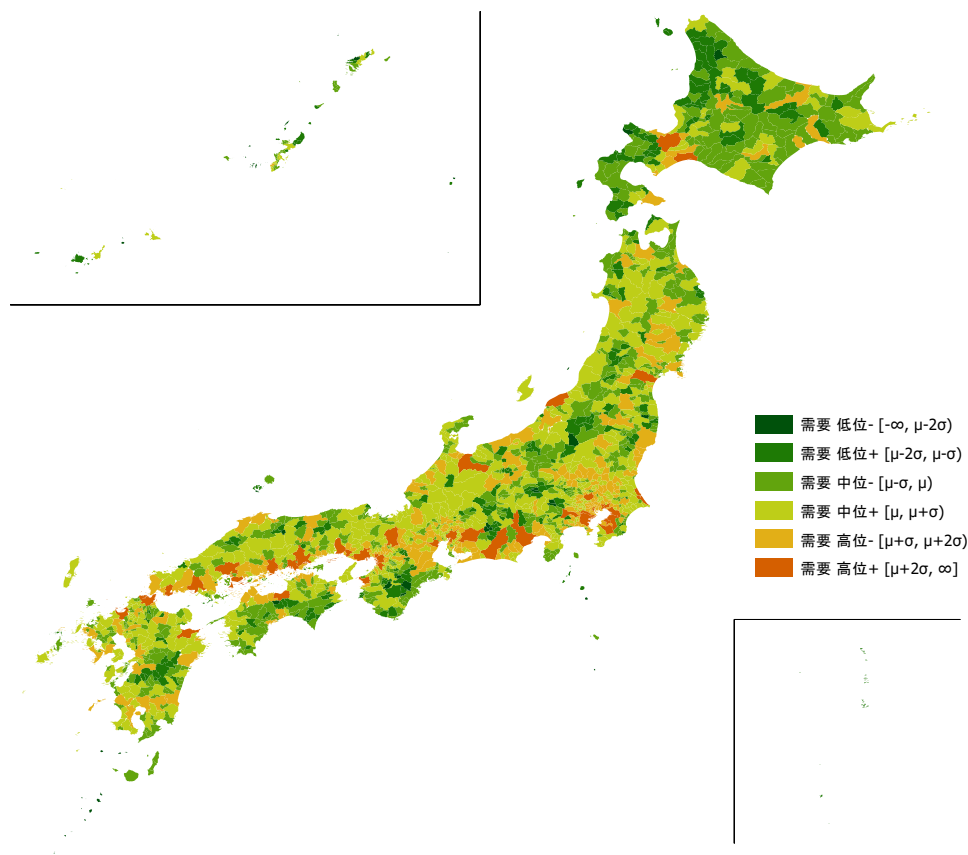 需要 低位- [-∞, μ-2σ)
需要 低位+ [μ-2σ, μ-σ)
需要 中位- [μ-σ, μ)
需要 中位+ [μ, μ+σ)
需要 高位- [μ+σ, μ+2σ)
需要 高位+ [μ+2σ, ∞]